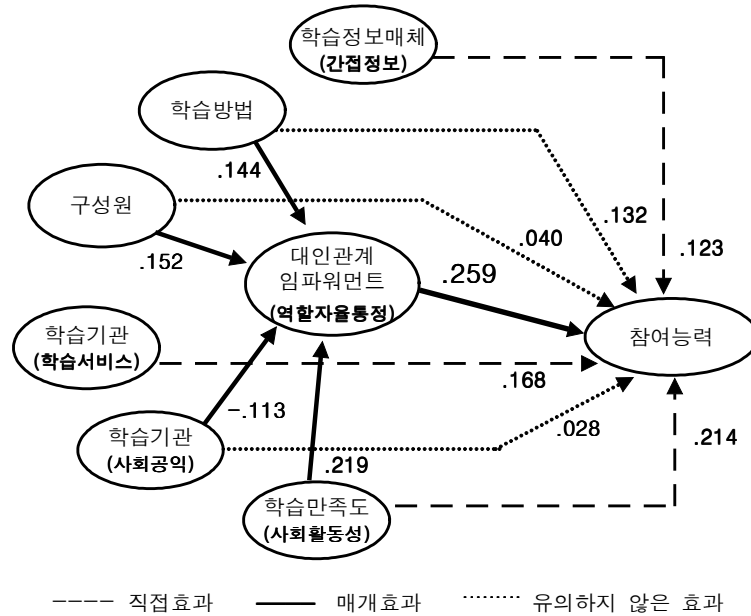 학습정보매체
(간접정보)
학습방법
.144
구성원
.132
.040
.152
대인관계
임파워먼트
(역할자율통정)
.259
.123
학습기관
(학습서비스)
참여능력
.168
-.113
.028
.214
학습기관
(사회공익)
.219
학습만족도
(사회활동성)
직접효과 매개효과 유의하지 않은 효과